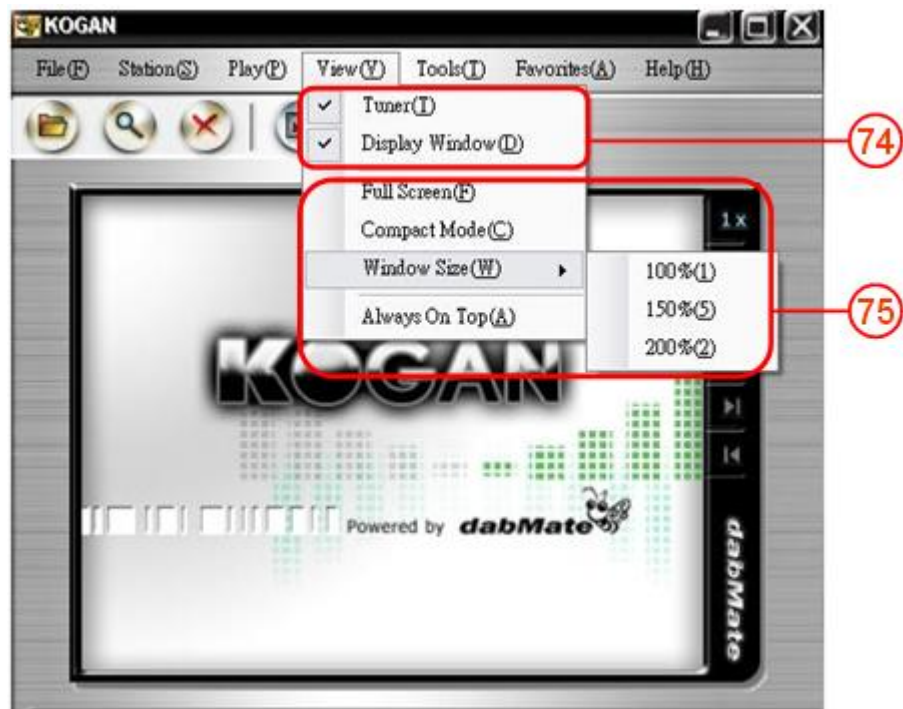 KOGAN
File(F) Station(S) Play(P) View(V) Tools(T) Favorites(A) Help(H)
Tuner(T)
Display Window(D)
74
Full Screen(F)
Compact Mode(C)
Window Size(W)
Always On Top(A)
100%(1)
150%(5)
200%(2)
75
1x
KOGAN
Powered by dabMate
dabMate